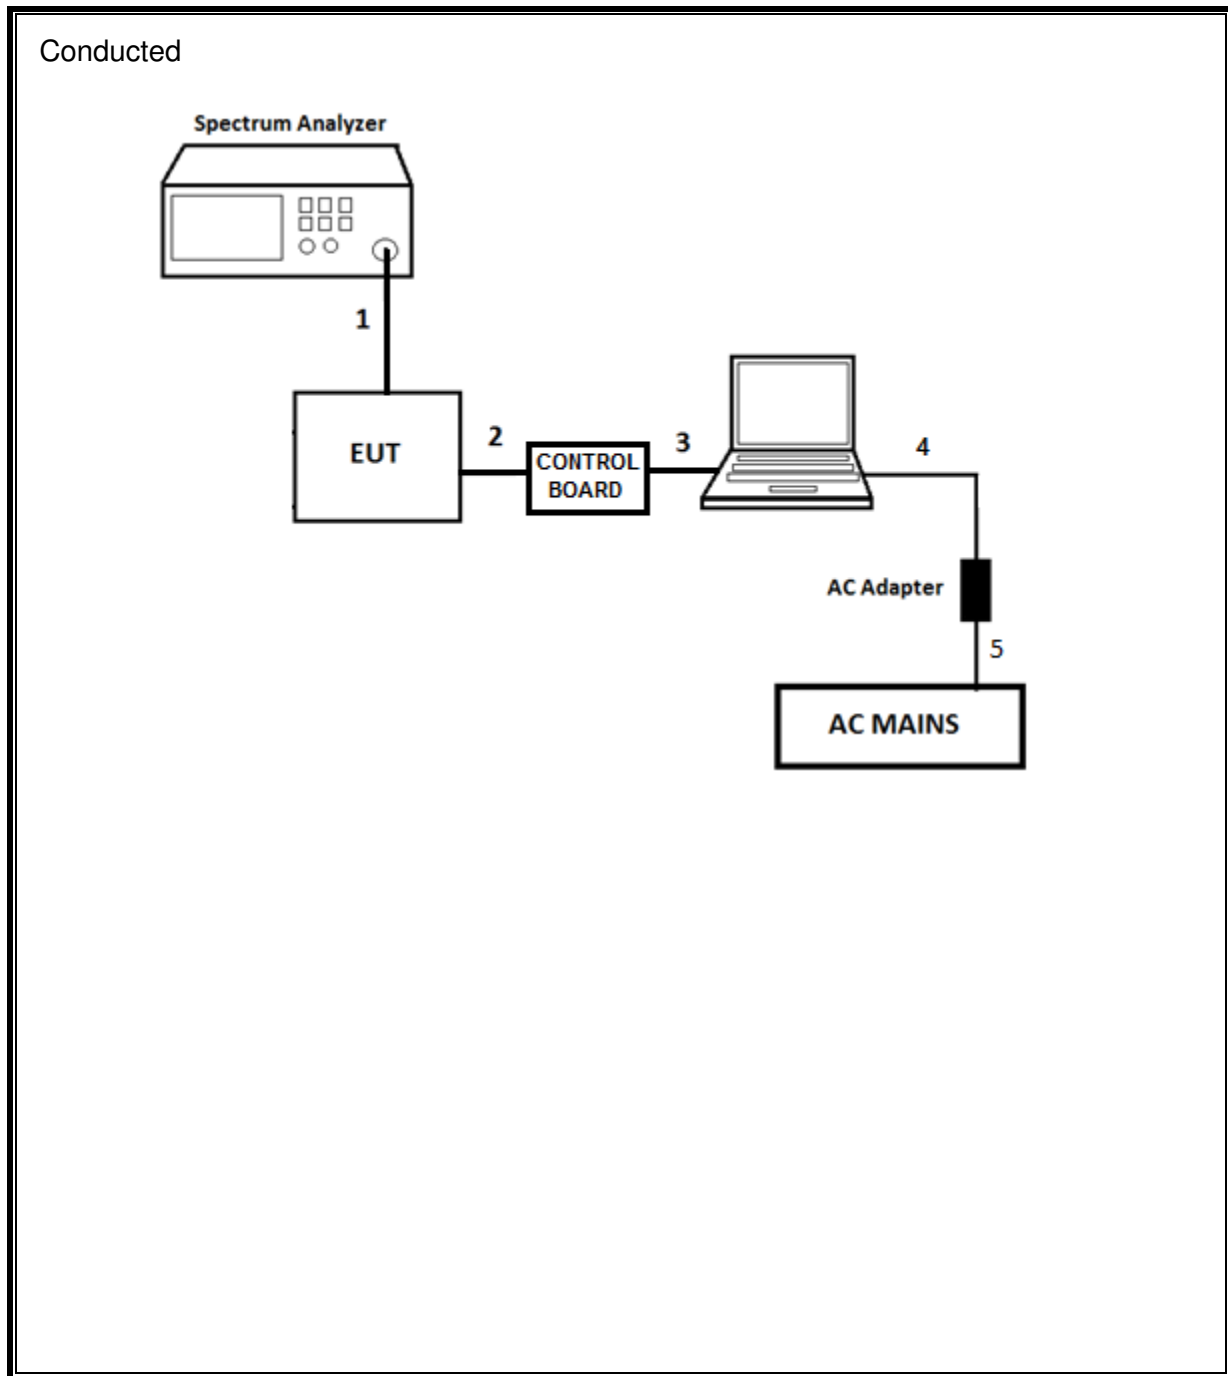 Conducted
Spectrum Analyzer
1
EUT
2
CONTROL
BOARD
3
4
AC Adapter
5
AC MAINS